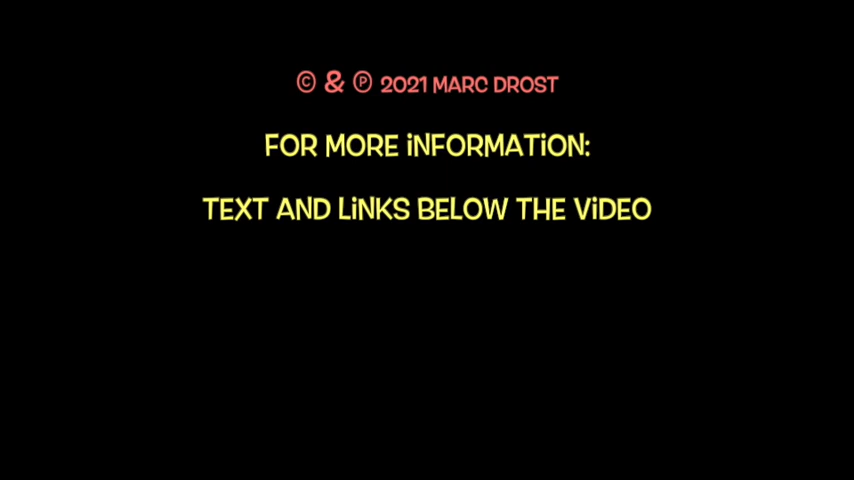 © & ℗ 2021 MARC DROST
FOR MORE iNFORMATiON:
TEXT AND LiNKS BELOW THE ViDEO